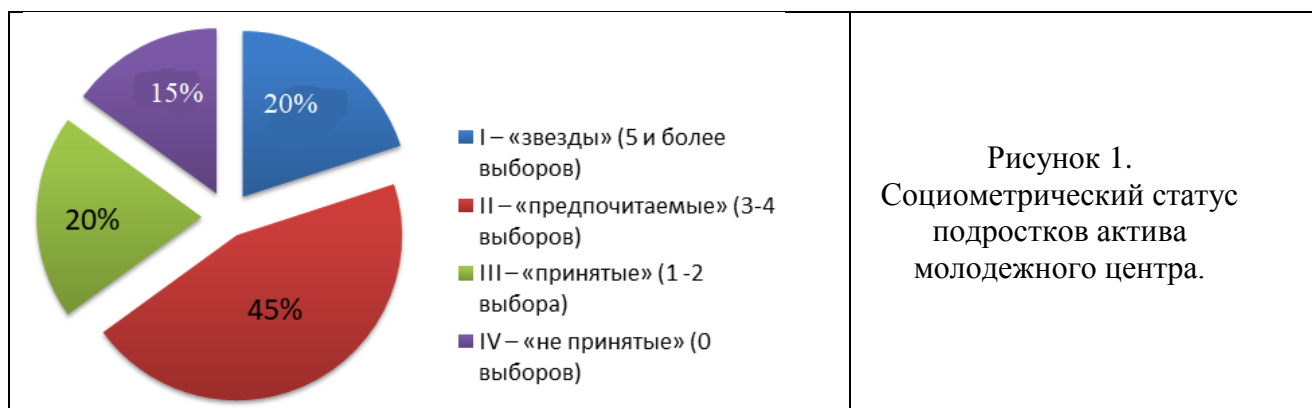 15%
20%
20%
45%
I – «звезды» (5 и более
выборов)
II – «предпочитаемые» (3-4
выборов)
III – «принятые» (1 -2
выбора)
IV – «не принятые» (0
выборов)
Рисунок 1.
Социометрический статус
подростков актива
молодежного центра.